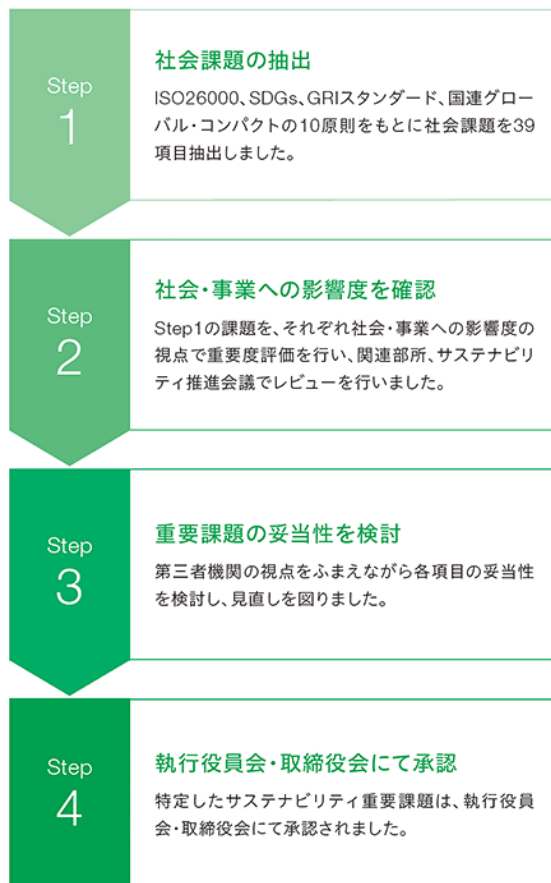 Step
1
社会課題の抽出
ISO26000、SDGs、GRIスタンダード、国連グロー
バル・コンパクトの10原則をもとに社会課題を39
項目抽出しました。
Step
2
社会・事業への影響度を確認
Step1の課題を、それぞれ社会・事業への影響度の
視点で重要度評価を行い、関連部所、サステナビリ
ティ推進会議でレビューを行いました。
Step
3
重要課題の妥当性を検討
第三者機関の視点をふまえながら各項目の妥当性
を検討し、見直しを図りました。
Step
4
執行役員会・取締役会にて承認
特定したサステナビリティ重要課題は、執行役員
会・取締役会にて承認されました。